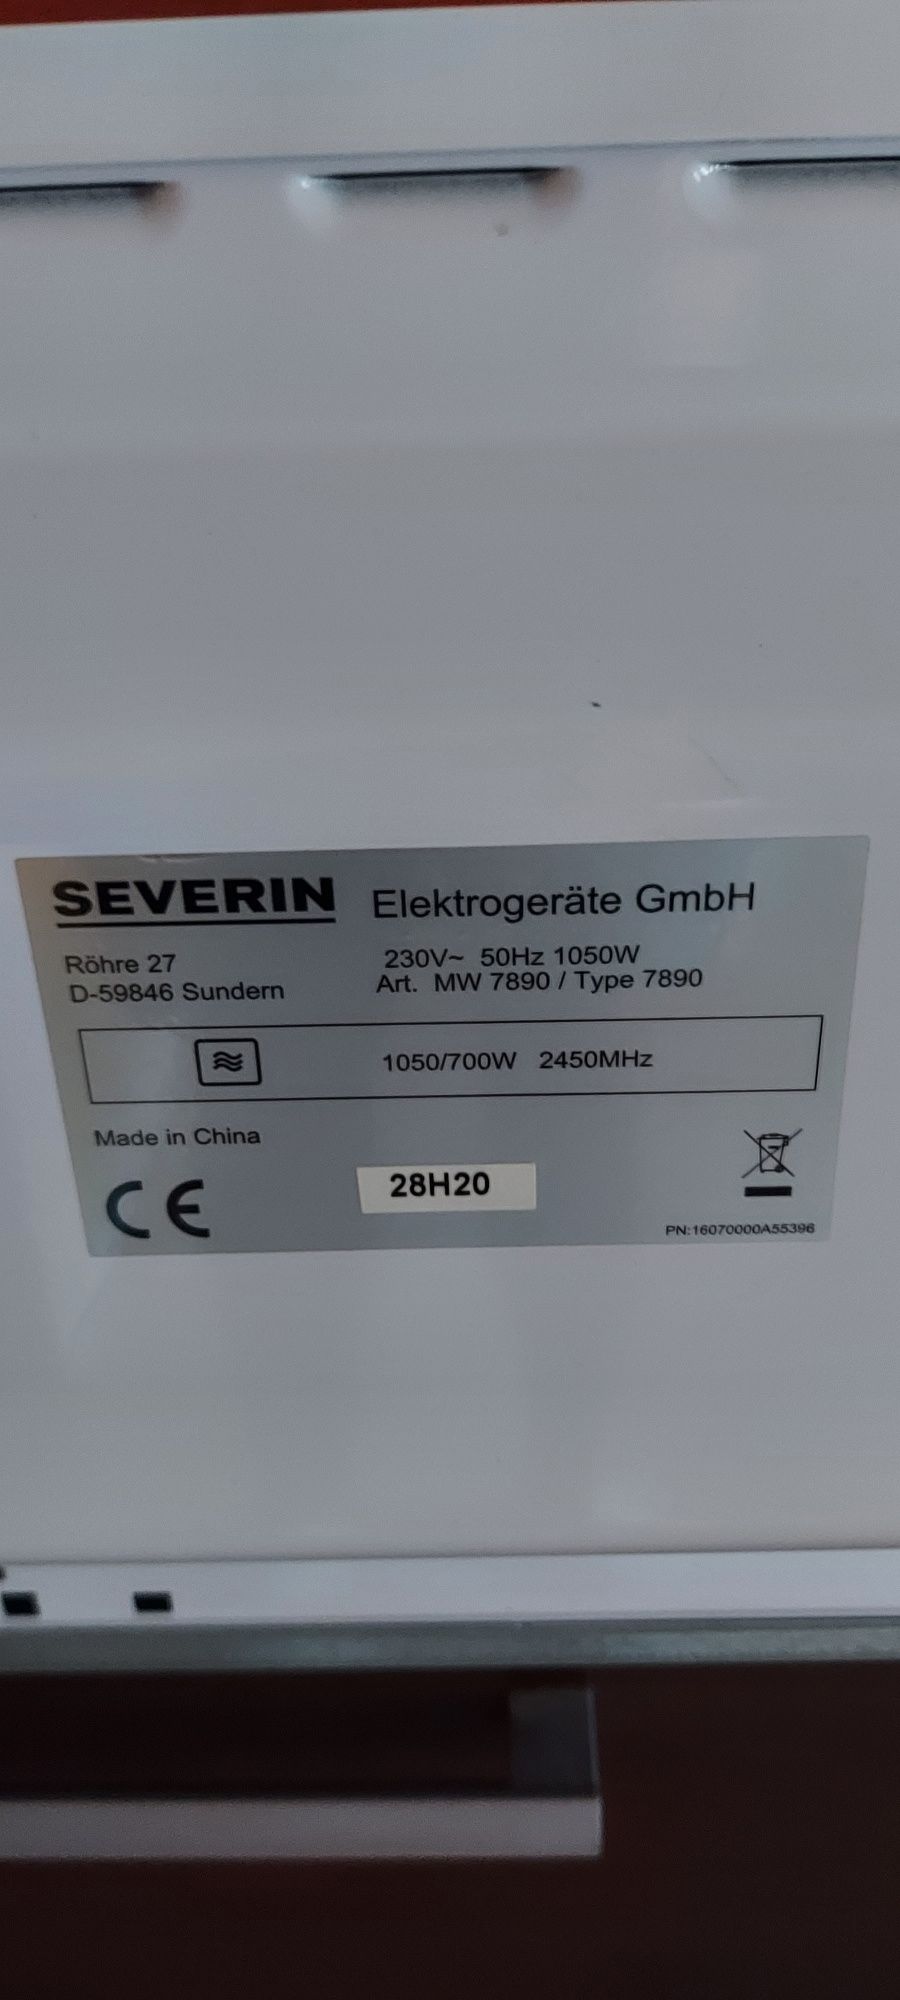 SEVERIN Elektrogeräte GmbH
Röhre 27
D-59846 Sundern
230V~ 50Hz 1050W
Art. MW 7890 / Type 7890
1050/700W 2450MHz
Made in China
CE
28H20
PN:16070000A55396